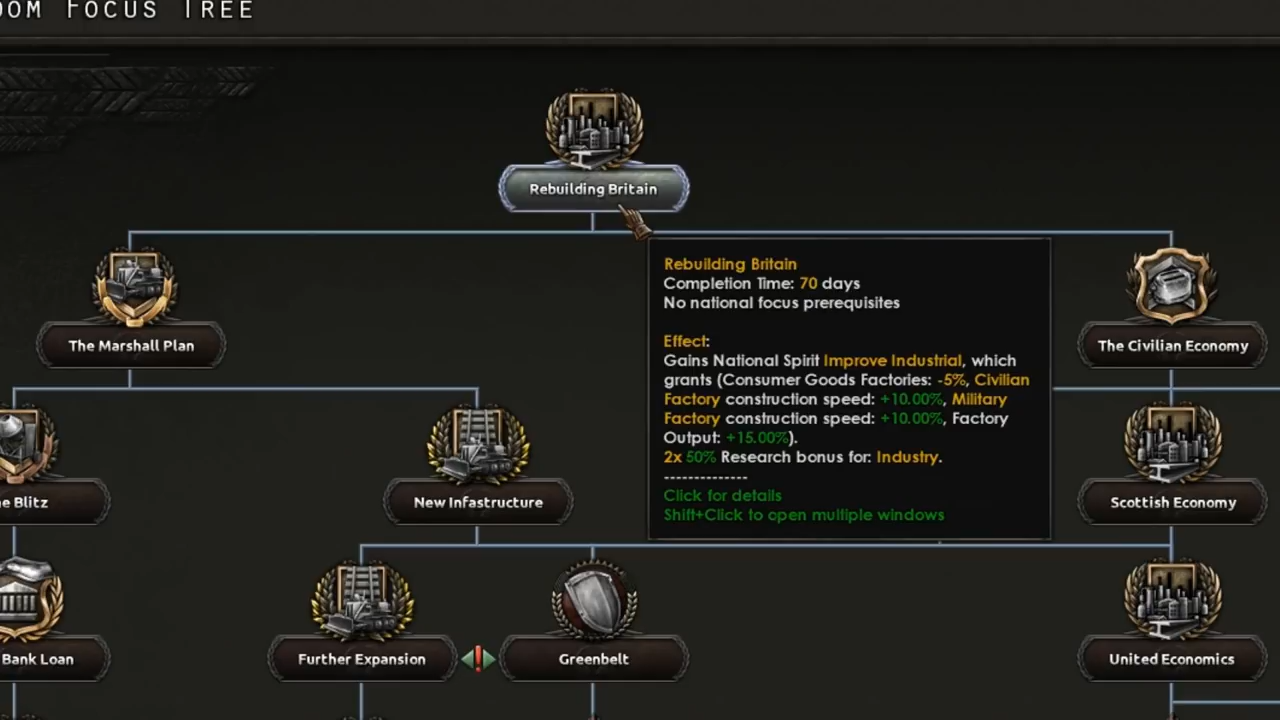 OM FOCUS TREE
Rebuilding Britain
Rebuilding Britain
Completion Time: 70 days
No national focus prerequisites
Effect:
Gains National Spirit Improve Industrial, which
grants (Consumer Goods Factories: -5%, Civilian
Factory construction speed: +10.00%, Military
Factory construction speed: +10.00%, Factory
Output: +15.00%).
2x 50% Research bonus for: Industry.
--------------
Click for details
Shift+Click to open multiple windows
The Marshall Plan
The Civilian Economy
e Blitz
New Infastructure
Scottish Economy
Bank Loan
Further Expansion
Greenbelt
United Economics